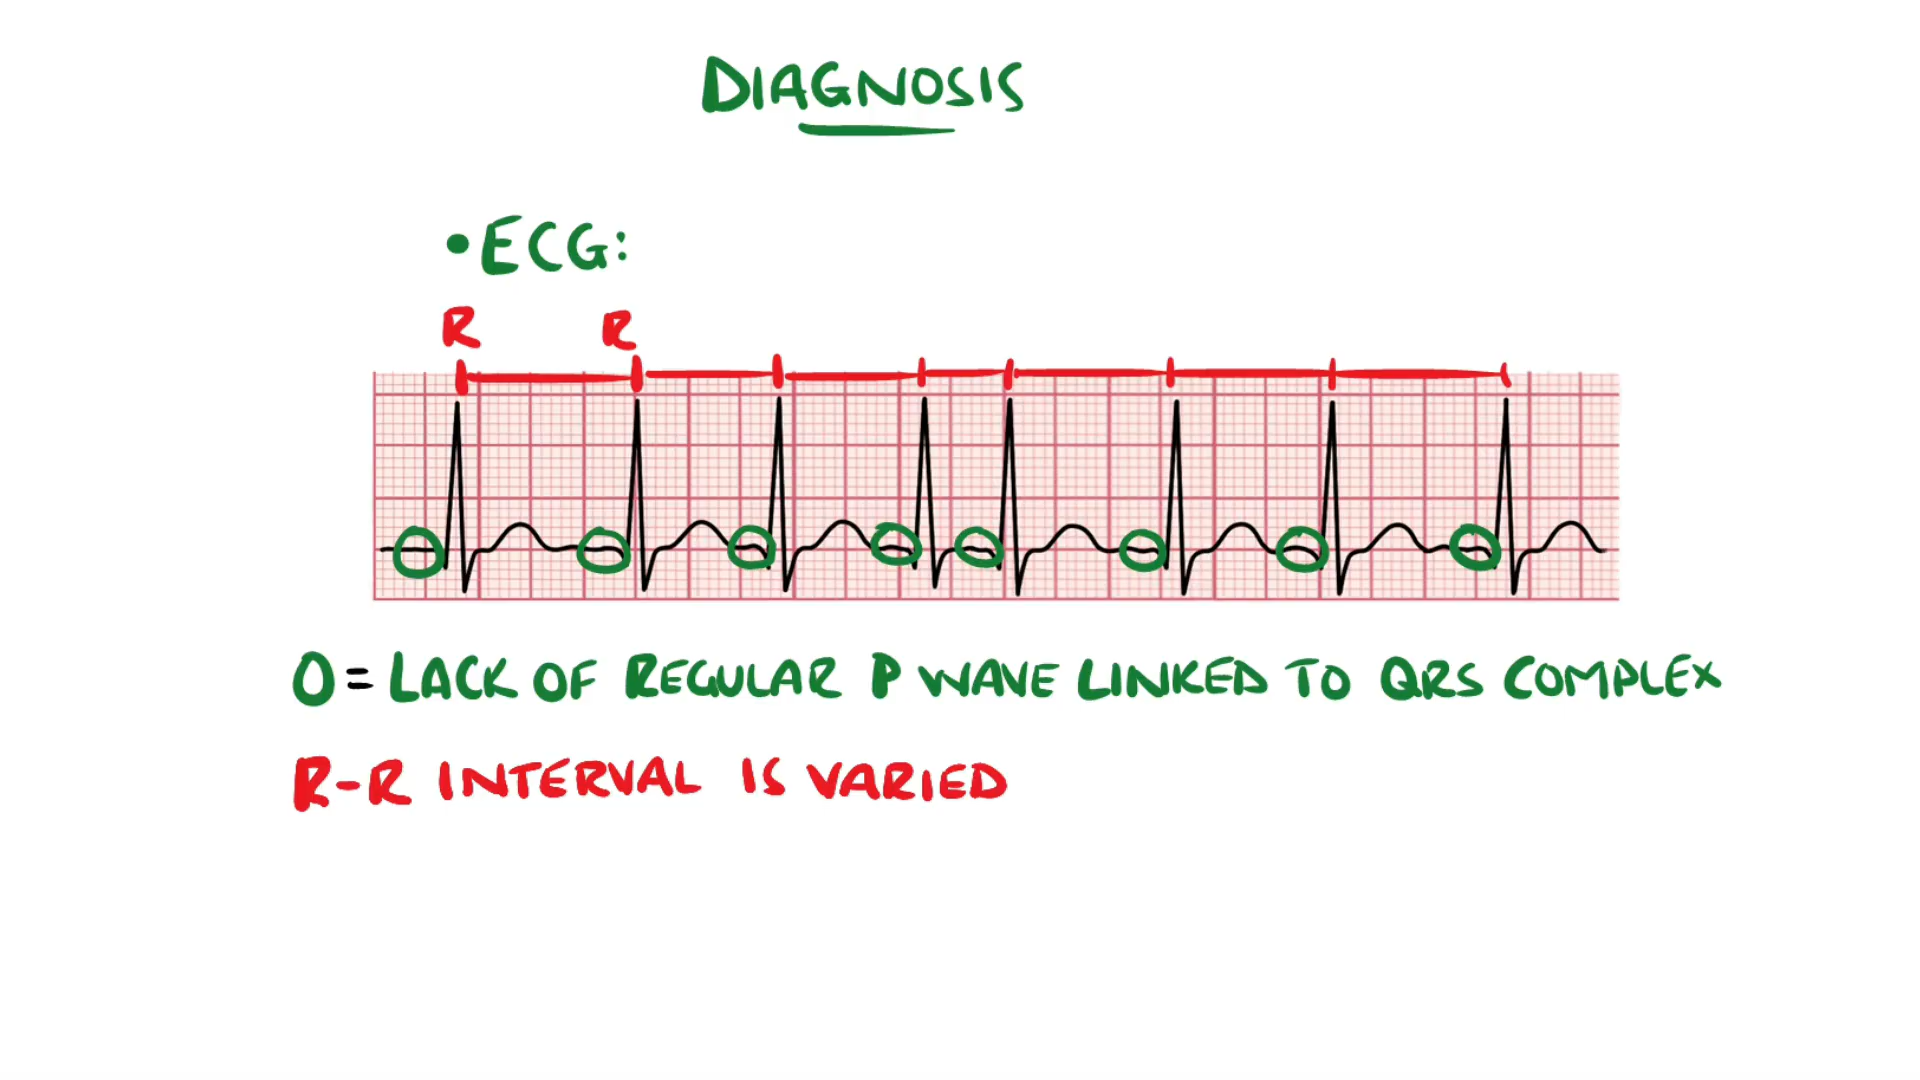 DIAGNOSIS
• ECG:
R R
O = LACK OF REGULAR P WAVE LINKED TO QRS COMPLEX
R-R INTERVAL IS VARIED